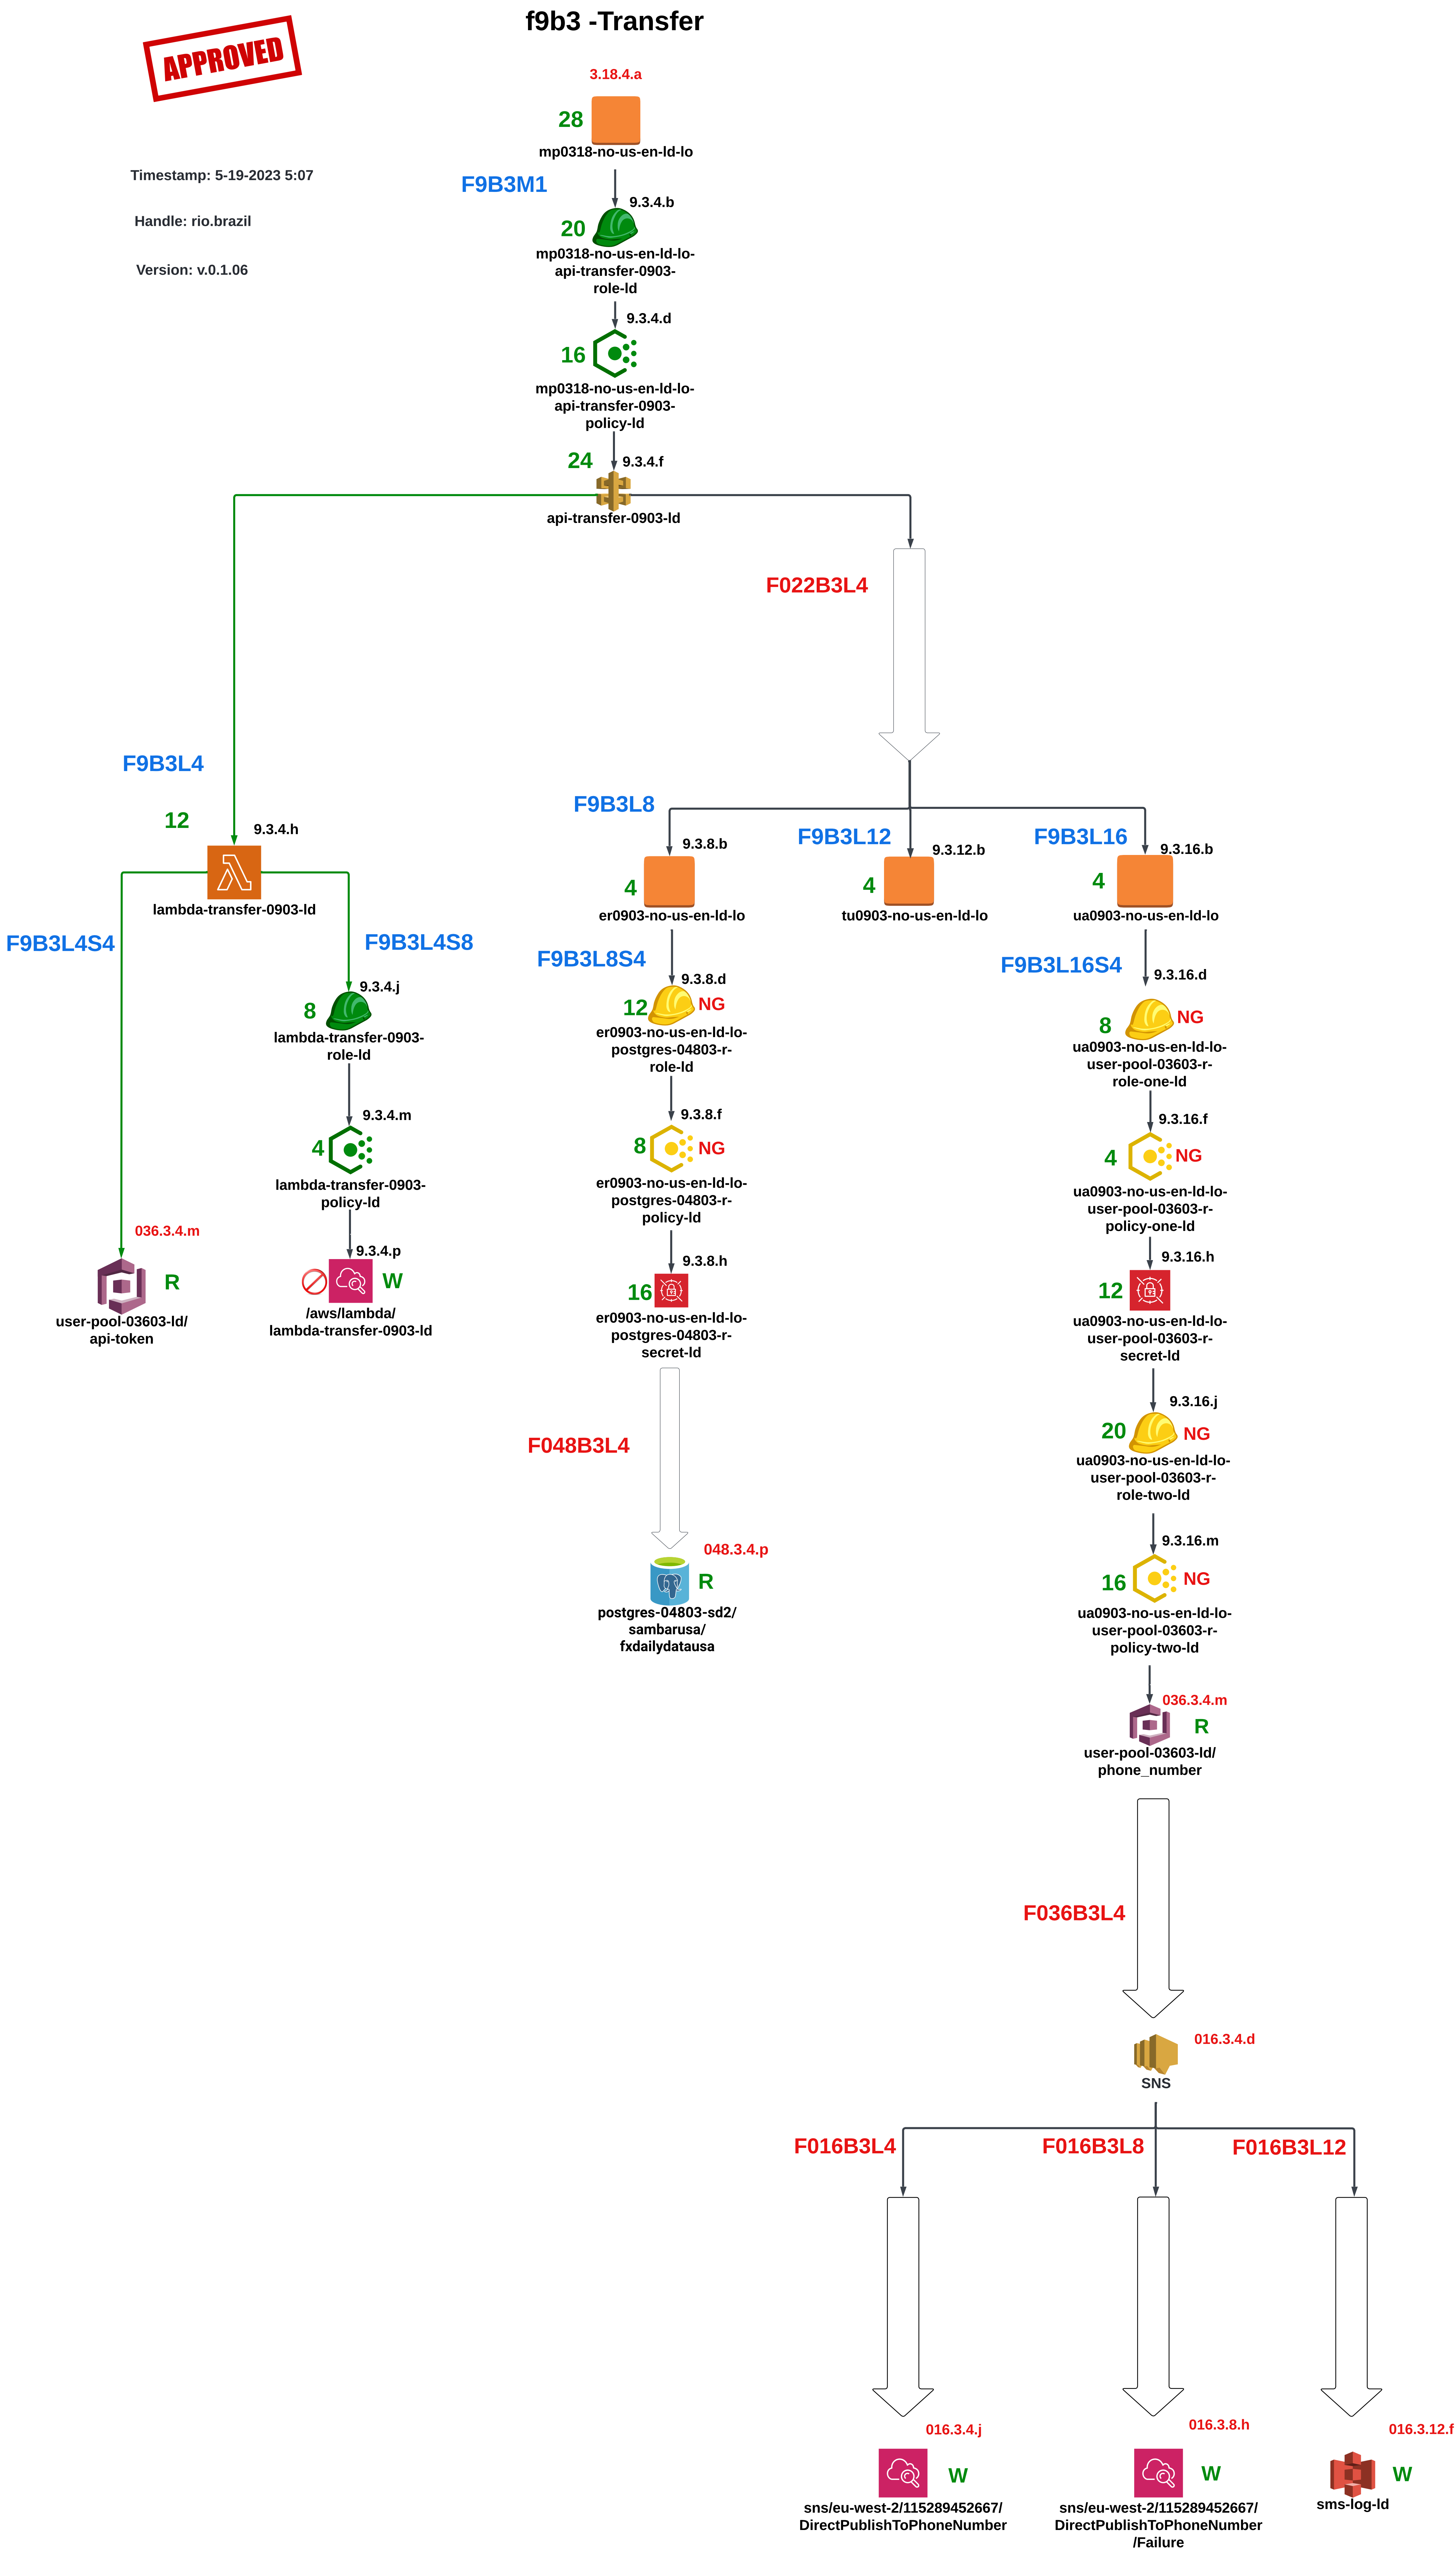 f9b3 -Transfer
APPROVED
3.18.4.a
28
mp0318-no-us-en-ld-lo
Timestamp: 5-19-2023 5:07
F9B3M1
9.3.4.b
Handle: rio.brazil
20
mp0318-no-us-en-ld-lo-
api-transfer-0903-
role-ld
Version: v.0.1.06
9.3.4.d
16
mp0318-no-us-en-ld-lo-
api-transfer-0903-
policy-ld
24
9.3.4.f
api-transfer-0903-ld
F022B3L4
F9B3L4
12
9.3.4.h
lambda-transfer-0903-ld
F9B3L4S4
F9B3L4S8
9.3.4.j
8
lambda-transfer-0903-
role-ld
9.3.4.m
4
lambda-transfer-0903-
policy-ld
036.3.4.m
R
user-pool-03603-ld/
api-token
9.3.4.p
W
/aws/lambda/
lambda-transfer-0903-ld
F9B3L8
9.3.8.b
4
er0903-no-us-en-ld-lo
F9B3L8S4
9.3.8.d
12
NG
er0903-no-us-en-ld-lo-
postgres-04803-r-
role-ld
9.3.8.f
8
NG
er0903-no-us-en-ld-lo-
postgres-04803-r-
policy-ld
9.3.8.h
16
er0903-no-us-en-ld-lo-
postgres-04803-r-
secret-ld
F048B3L4
048.3.4.p
R
postgres-04803-sd2/
sambarusa/
fxdailydatausa
F9B3L12
9.3.12.b
4
tu0903-no-us-en-ld-lo
F9B3L16
9.3.16.b
4
ua0903-no-us-en-ld-lo
F9B3L16S4
9.3.16.d
8
NG
ua0903-no-us-en-ld-lo-
user-pool-03603-r-
role-one-ld
9.3.16.f
4
NG
ua0903-no-us-en-ld-lo-
user-pool-03603-r-
policy-one-ld
9.3.16.h
12
ua0903-no-us-en-ld-lo-
user-pool-03603-r-
secret-ld
9.3.16.j
20
NG
ua0903-no-us-en-ld-lo-
user-pool-03603-r-
role-two-ld
9.3.16.m
16
NG
ua0903-no-us-en-ld-lo-
user-pool-03603-r-
policy-two-ld
036.3.4.m
R
user-pool-03603-ld/
phone_number
F036B3L4
016.3.4.d
SNS
F016B3L4
F016B3L8
F016B3L12
016.3.4.j
W
sns/eu-west-2/115289452667/
DirectPublishToPhoneNumber
016.3.8.h
W
sns/eu-west-2/115289452667/
DirectPublishToPhoneNumber
/Failure
016.3.12.f
W
sms-log-ld